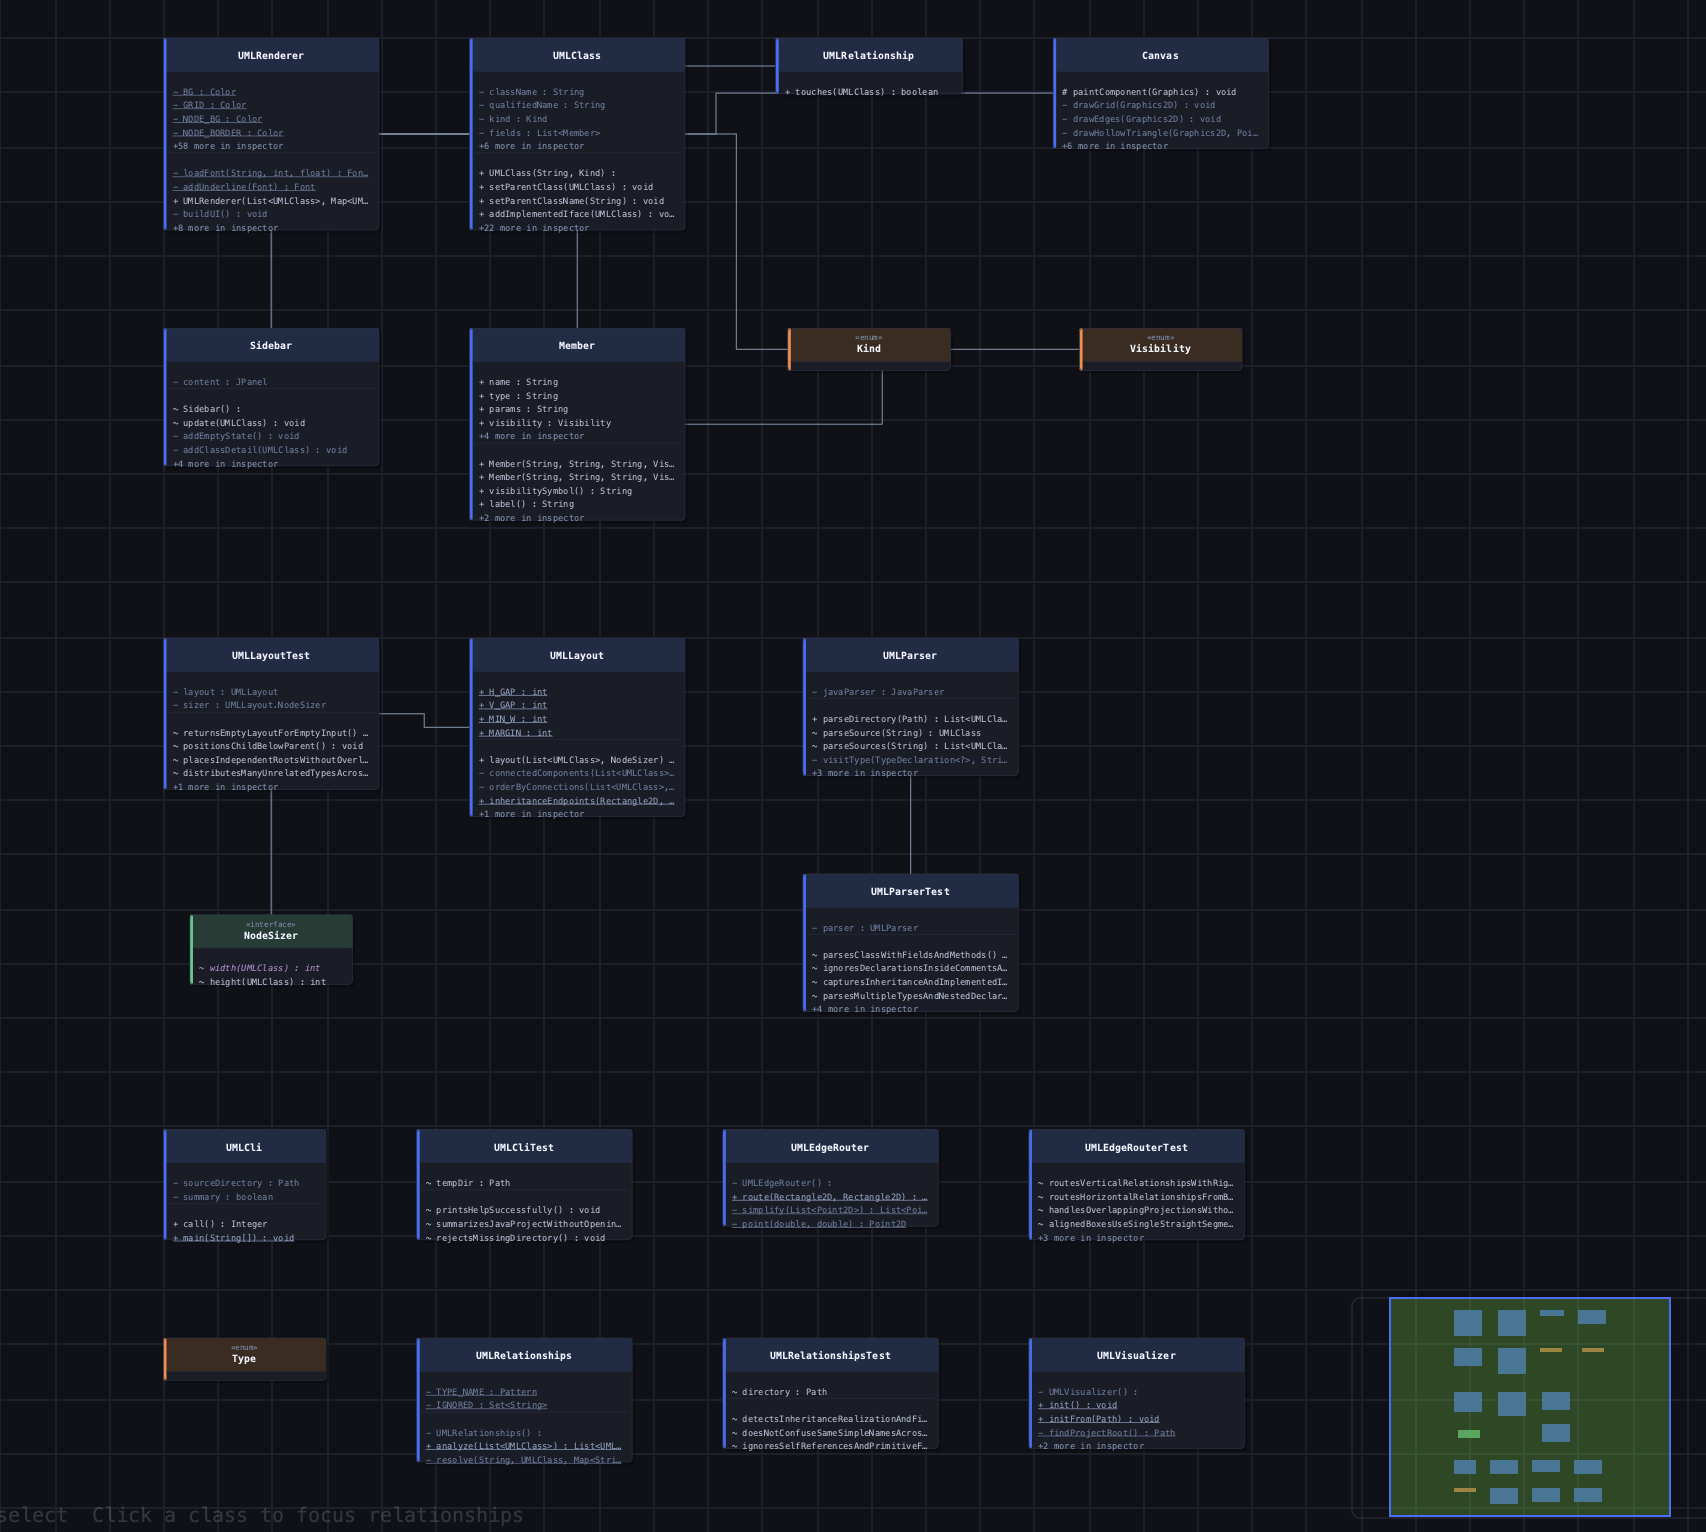 UMLRenderer
− BG : Color
− GRID : Color
− NODE_BG : Color
− NODE_BORDER : Color
+58 more in inspector
− loadFont(String, int, float) : Fon…
− addUnderline(Font) : Font
+ UMLRenderer(List<UMLClass>, Map<UM…
− buildUI() : void
+8 more in inspector
UMLClass
− className : String
− qualifiedName : String
− kind : Kind
− fields : List<Member>
+6 more in inspector
+ UMLClass(String, Kind) :
+ setParentClass(UMLClass) : void
+ setParentClassName(String) : void
+ addImplementedIface(UMLClass) : vo…
+22 more in inspector
UMLRelationship
+ touches(UMLClass) : boolean
Canvas
# paintComponent(Graphics) : void
− drawGrid(Graphics2D) : void
− drawEdges(Graphics2D) : void
− drawHollowTriangle(Graphics2D, Poi…
+6 more in inspector
Sidebar
− content : JPanel
~ Sidebar() :
~ update(UMLClass) : void
− addEmptyState() : void
− addClassDetail(UMLClass) : void
+4 more in inspector
Member
+ name : String
+ type : String
+ params : String
+ visibility : Visibility
+4 more in inspector
+ Member(String, String, String, Vis…
+ Member(String, String, String, Vis…
+ visibilitySymbol() : String
+ label() : String
+2 more in inspector
«enum»
Kind
«enum»
Visibility
UMLLayoutTest
− layout : UMLLayout
− sizer : UMLLayout.NodeSizer
~ returnsEmptyLayoutForEmptyInput() …
~ positionsChildBelowParent() : void
~ placesIndependentRootsWithoutOverl…
~ distributesManyUnrelatedTypesAcros…
+1 more in inspector
UMLLayout
+ H_GAP : int
+ V_GAP : int
+ MIN_W : int
+ MARGIN : int
+ layout(List<UMLClass>, NodeSizer) …
− connectedComponents(List<UMLClass>…
− orderByConnections(List<UMLClass>,…
+ inheritanceEndpoints(Rectangle2D, …
+1 more in inspector
UMLParser
− javaParser : JavaParser
+ parseDirectory(Path) : List<UMLCla…
~ parseSource(String) : UMLClass
~ parseSources(String) : List<UMLCla…
− visitType(TypeDeclaration<?>, Stri…
+3 more in inspector
«interface»
NodeSizer
~ width(UMLClass) : int
~ height(UMLClass) : int
UMLParserTest
− parser : UMLParser
~ parsesClassWithFieldsAndMethods() …
~ ignoresDeclarationsInsideCommentsA…
~ capturesInheritanceAndImplementedI…
~ parsesMultipleTypesAndNestedDeclar…
+4 more in inspector
UMLCli
− sourceDirectory : Path
− summary : boolean
+ call() : Integer
+ main(String[]) : void
UMLCliTest
~ tempDir : Path
~ printsHelpSuccessfully() : void
~ summarizesJavaProjectWithoutOpenin…
~ rejectsMissingDirectory() : void
UMLEdgeRouter
− UMLEdgeRouter() :
+ route(Rectangle2D, Rectangle2D) : …
− simplify(List<Point2D>) : List<Poi…
− point(double, double) : Point2D
UMLEdgeRouterTest
~ routesVerticalRelationshipsWithRig…
~ routesHorizontalRelationshipsFromB…
~ handlesOverlappingProjectionsWitho…
~ alignedBoxesUseSingleStraightSegme…
+3 more in inspector
«enum»
Type
UMLRelationships
− TYPE_NAME : Pattern
− IGNORED : Set<String>
− UMLRelationships() :
+ analyze(List<UMLClass>) : List<UML…
− resolve(String, UMLClass, Map<Stri…
UMLRelationshipsTest
~ directory : Path
~ detectsInheritanceRealizationAndFi…
~ doesNotConfuseSameSimpleNamesAcros…
~ ignoresSelfReferencesAndPrimitiveF…
UMLVisualizer
− UMLVisualizer() :
+ init() : void
+ initFrom(Path) : void
− findProjectRoot() : Path
+2 more in inspector
select  Click a class to focus relationships